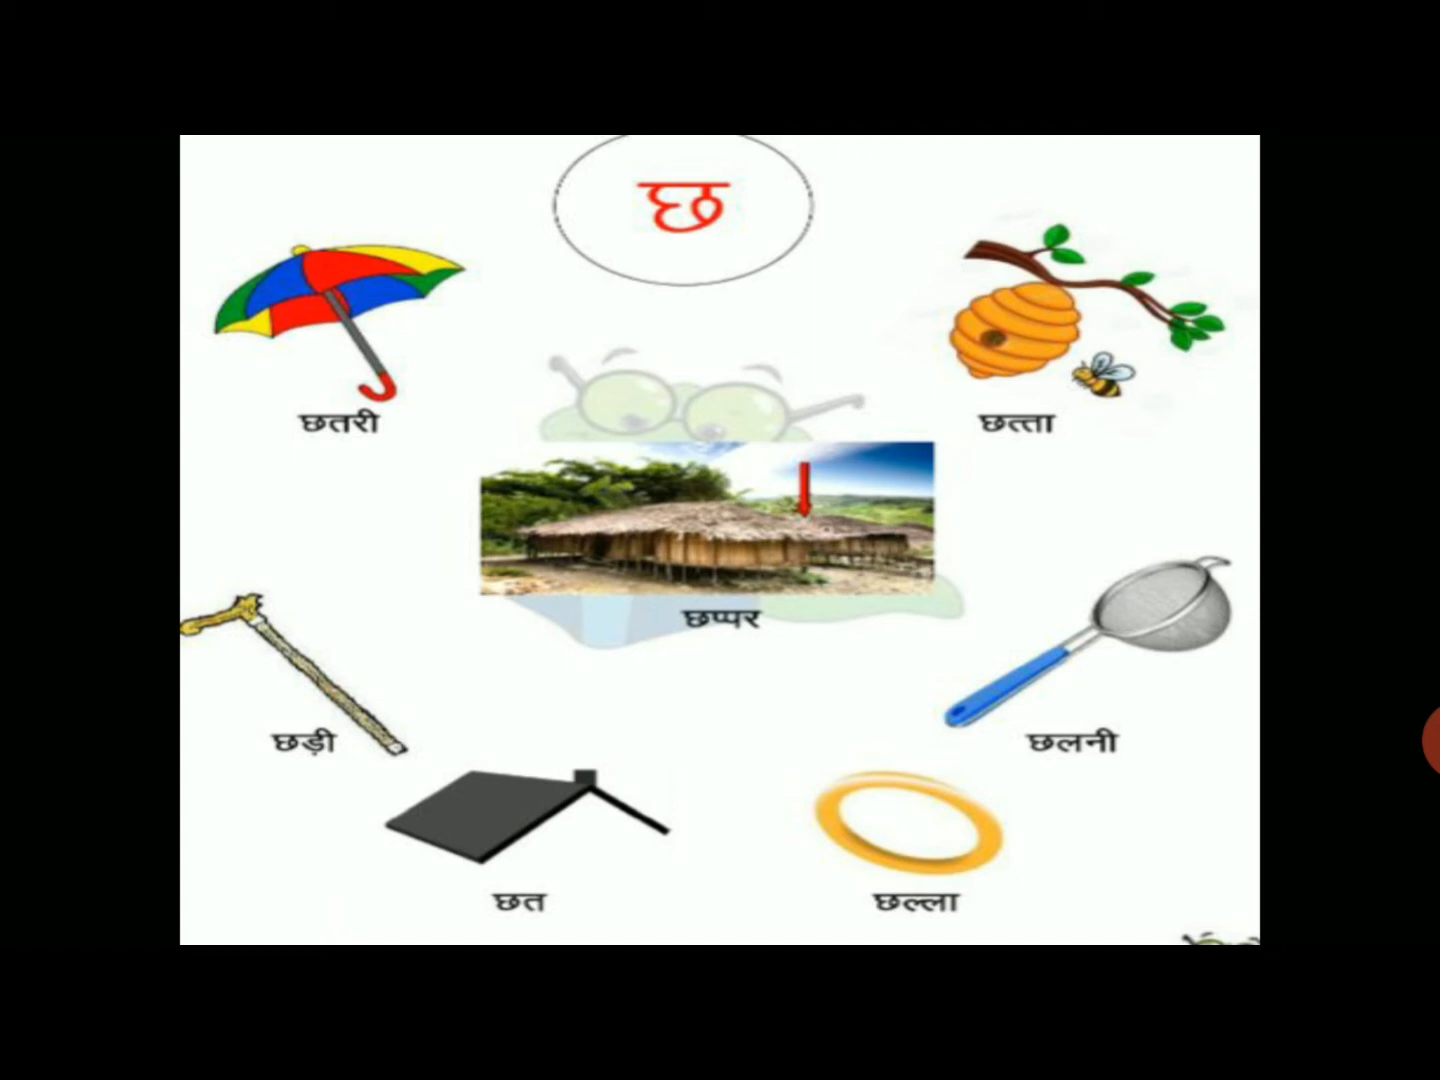 छ
छतरी
छत्ता
छप्पर
छड़ी
छलनी
छत
छल्ला